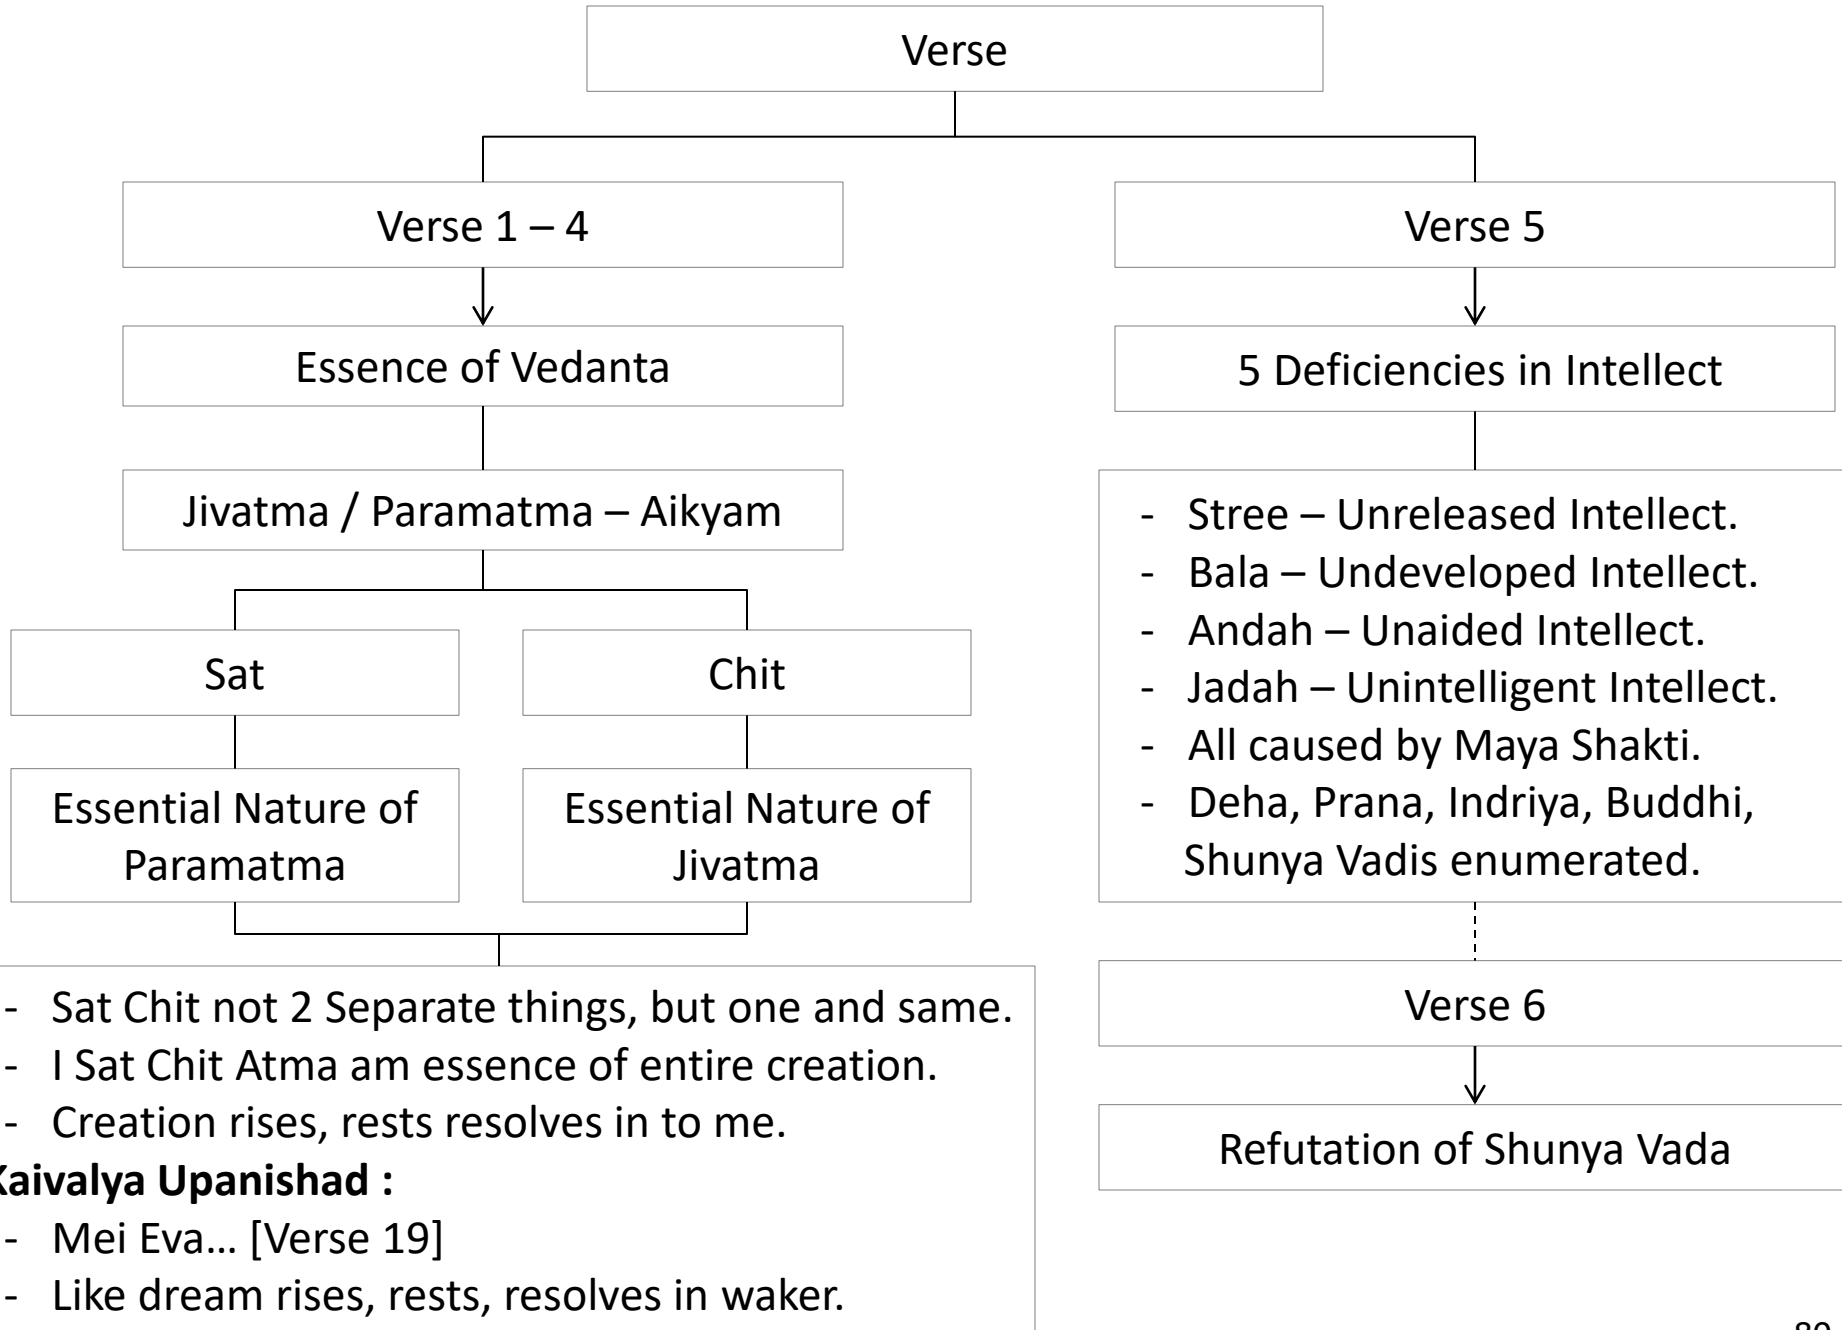 Verse
Verse 1 – 4
Essence of Vedanta
Jivatma / Paramatma – Aikyam
Sat
Chit
Essential Nature of
Paramatma
Essential Nature of
Jivatma
- Sat Chit not 2 Separate things, but one and same.
- I Sat Chit Atma am essence of entire creation.
- Creation rises, rests resolves in to me.
Kaivalya Upanishad :
- Mei Eva… [Verse 19]
- Like dream rises, rests, resolves in waker.
Verse 5
5 Deficiencies in Intellect
- Stree – Unreleased Intellect.
- Bala – Undeveloped Intellect.
- Andah – Unaided Intellect.
- Jadah – Unintelligent Intellect.
- All caused by Maya Shakti.
- Deha, Prana, Indriya, Buddhi,
Shunya Vadis enumerated.
Verse 6
Refutation of Shunya Vada